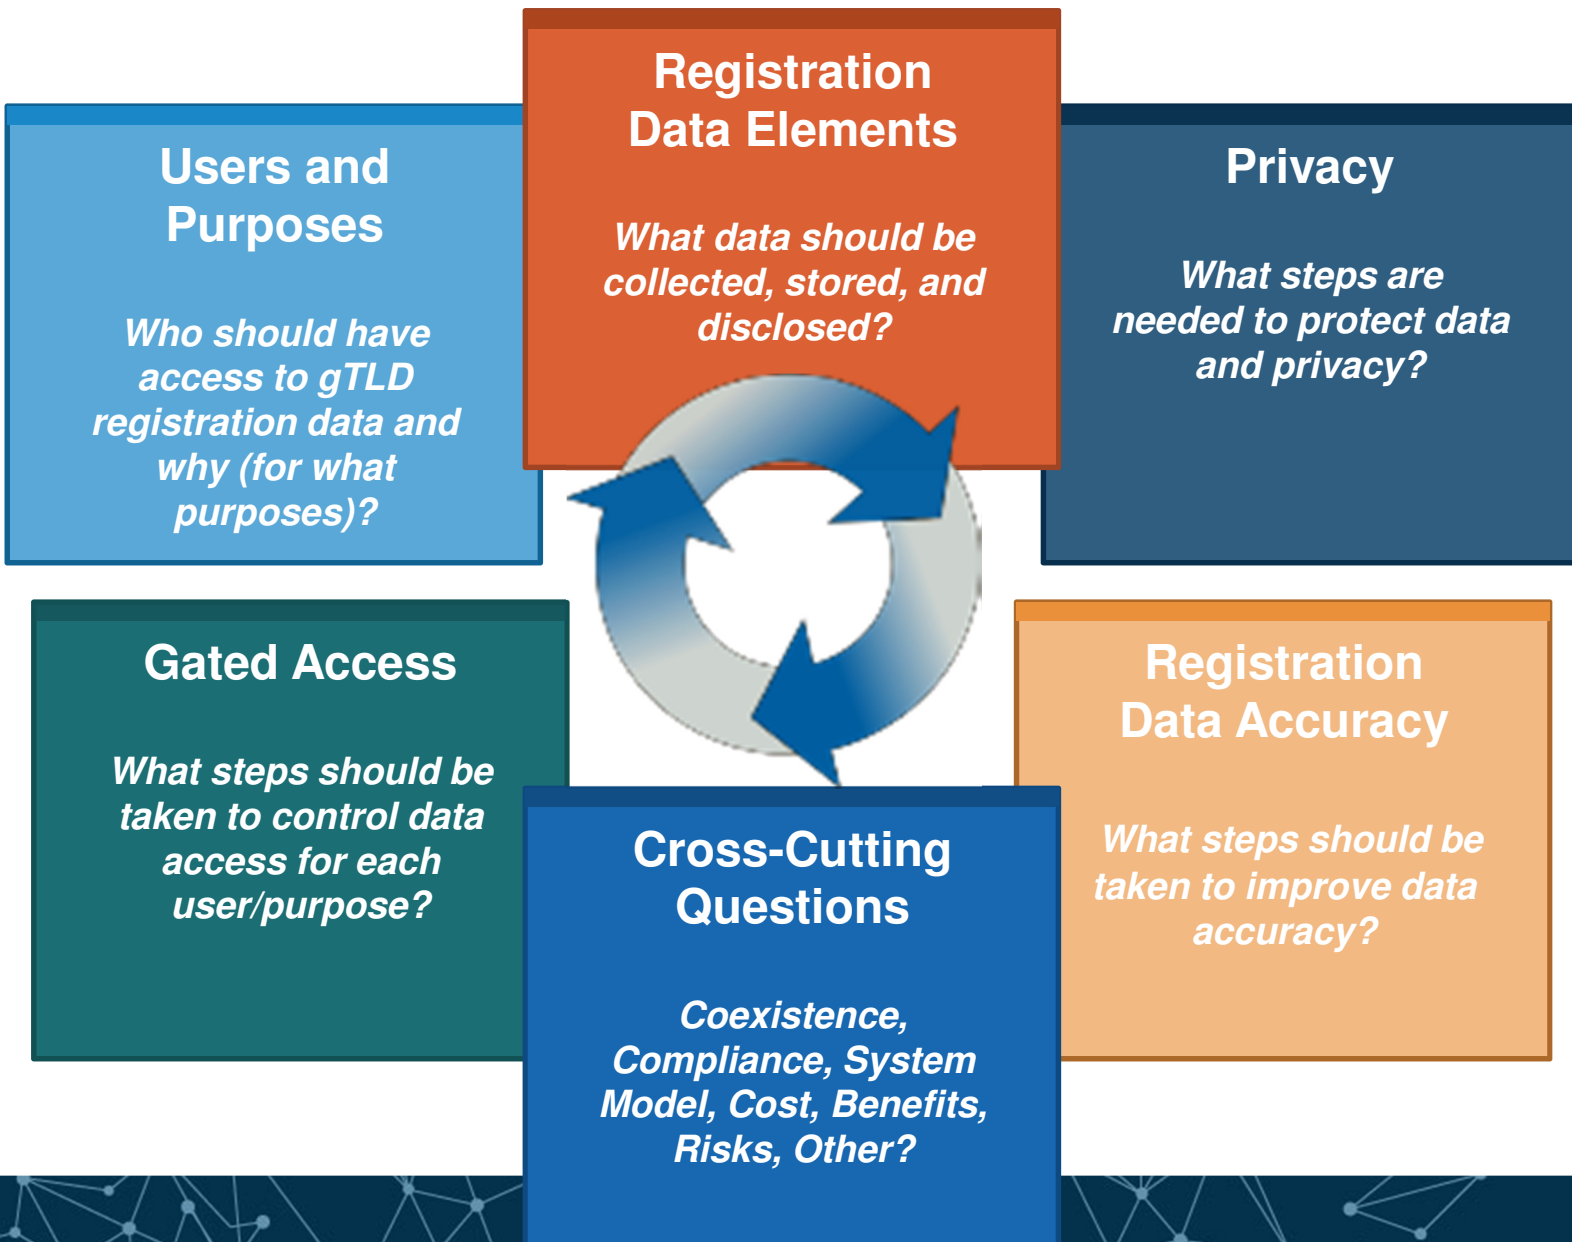 Users and
Purposes
Who should have
access to gTLD
registration data and
why (for what
purposes)?
Registration
Data Elements
What data should be
collected, stored, and
disclosed?
Privacy
What steps are
needed to protect data
and privacy?
Gated Access
What steps should be
taken to control data
access for each
user/purpose?
Cross-Cutting
Questions
Coexistence,
Compliance, System
Model, Cost, Benefits,
Risks, Other?
Registration
Data Accuracy
What steps should be
taken to improve data
accuracy?